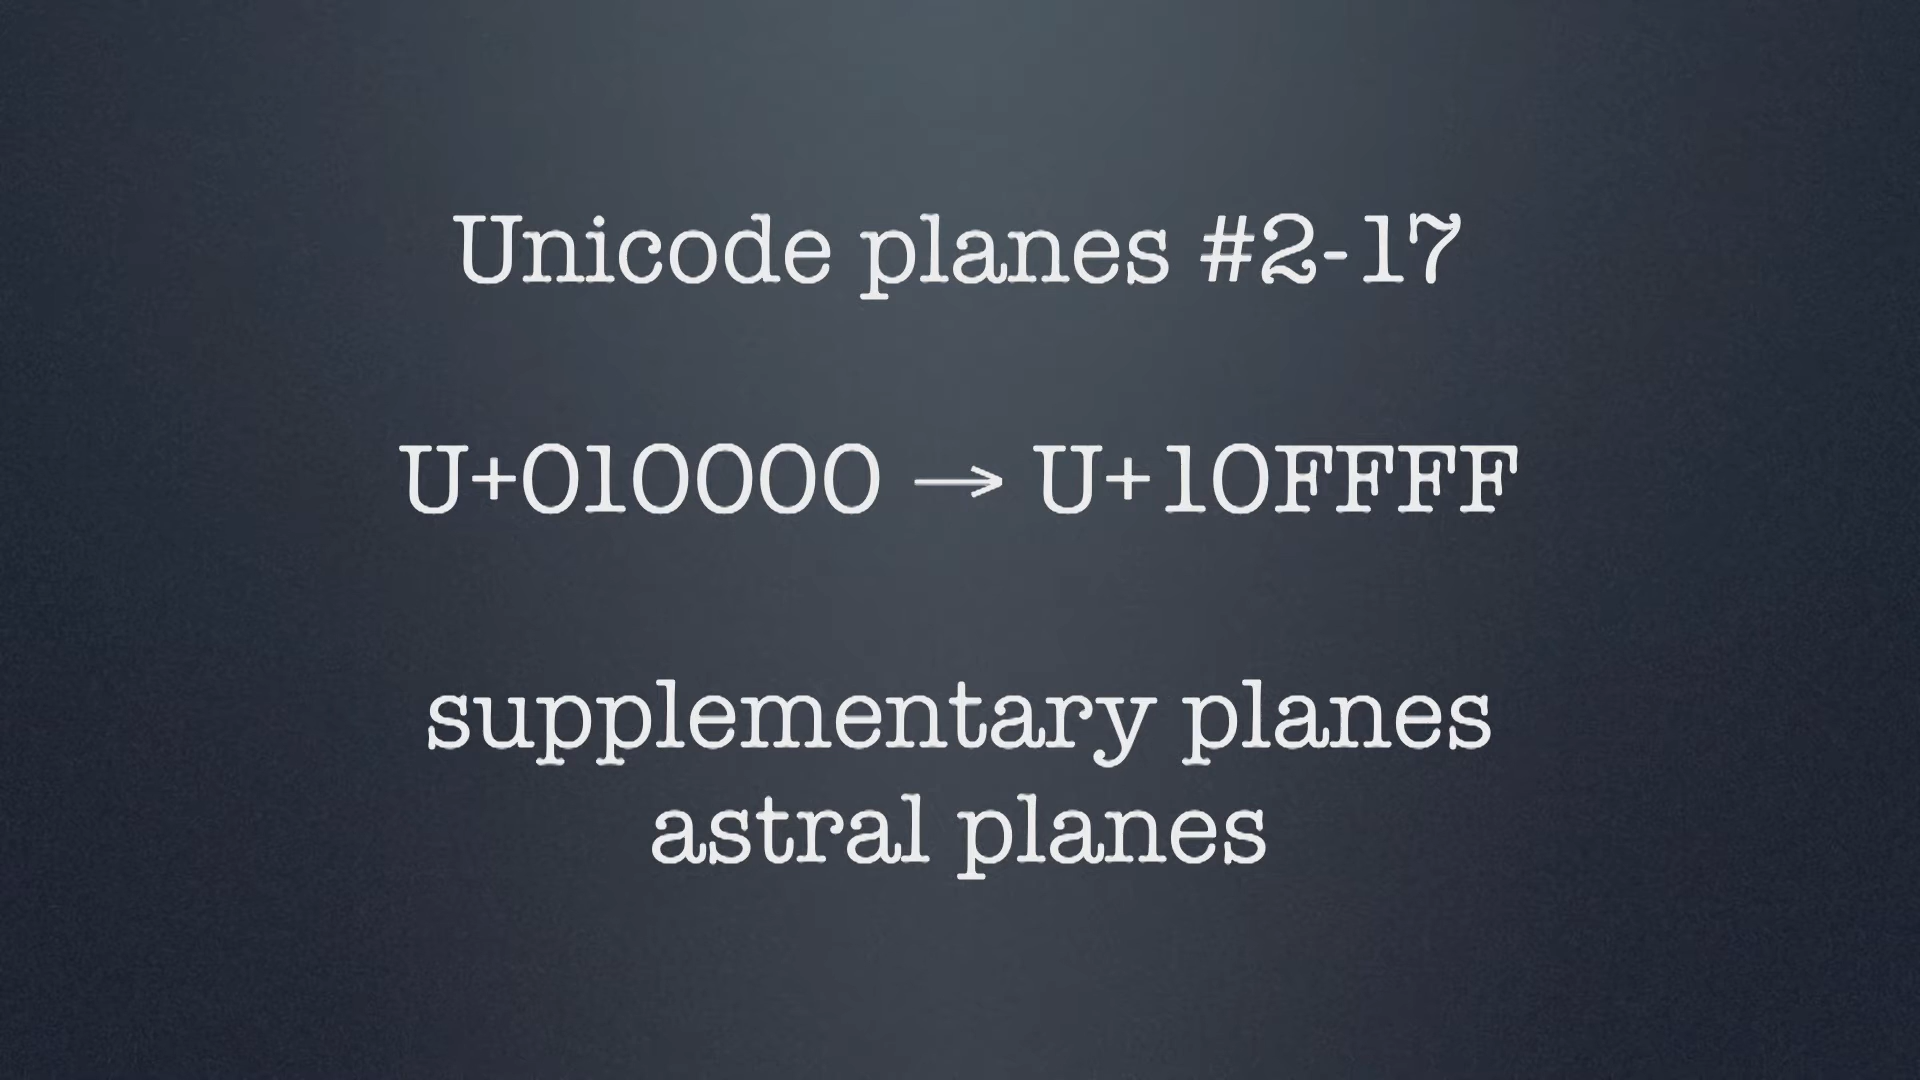 Unicode planes #2-17
U+010000 → U+10FFFF
supplementary planes
astral planes